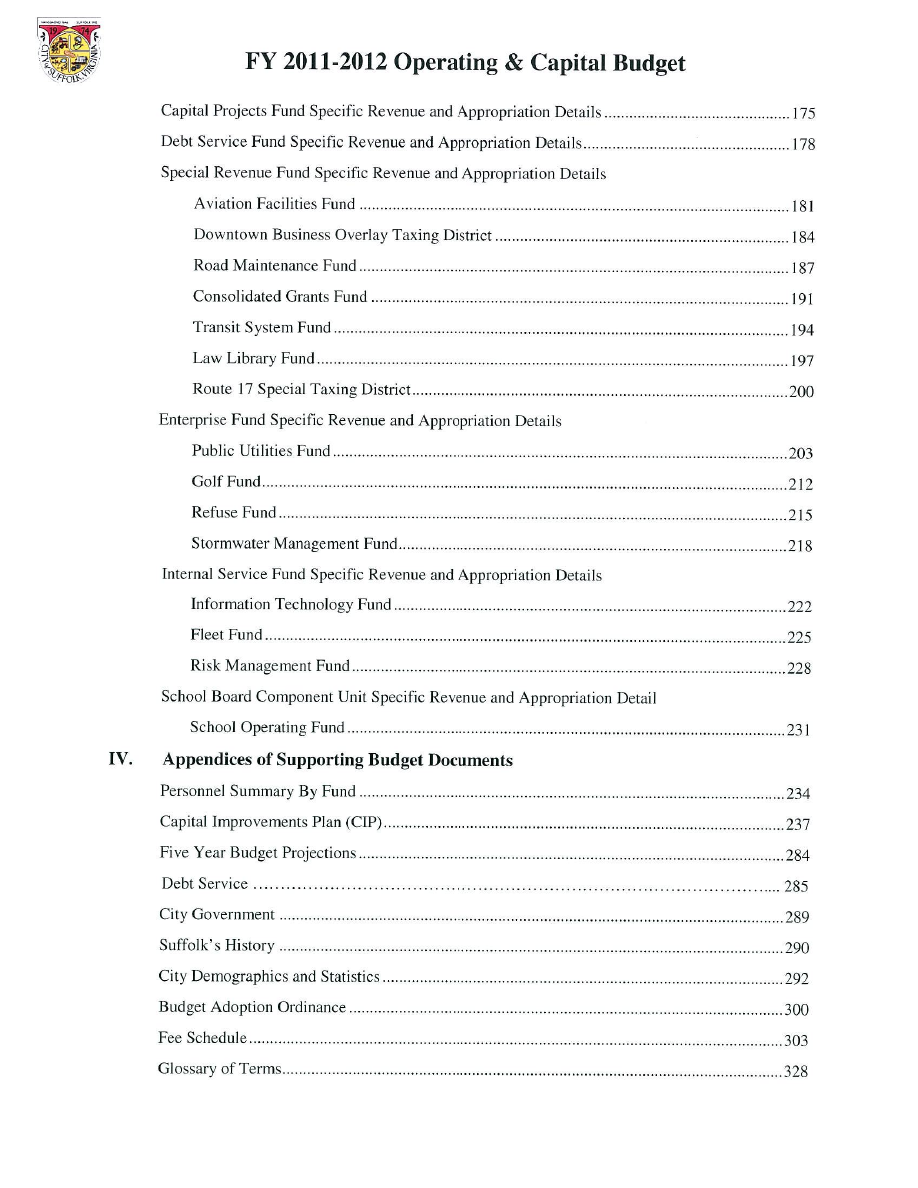 19 74
CITY OF SUFFOLK, VIRGINIA
FY 2011-2012 Operating & Capital Budget
Capital Projects Fund Specific Revenue and Appropriation Details 175
Debt Service Fund Specific Revenue and Appropriation Details 178
Special Revenue Fund Specific Revenue and Appropriation Details
Aviation Facilities Fund 181
Downtown Business Overlay Taxing District 184
Road Maintenance Fund 187
Consolidated Grants Fund 191
Transit System Fund 194
Law Library Fund 197
Route 17 Special Taxing District 200
Enterprise Fund Specific Revenue and Appropriation Details
Public Utilities Fund 203
Golf Fund 212
Refuse Fund 215
Stormwater Management Fund 218
Internal Service Fund Specific Revenue and Appropriation Details
Information Technology Fund 222
Fleet Fund 225
Risk Management Fund 228
School Board Component Unit Specific Revenue and Appropriation Detail
School Operating Fund 231
IV. Appendices of Supporting Budget Documents
Personnel Summary By Fund 234
Capital Improvements Plan (CIP) 237
Five Year Budget Projections 284
Debt Service 285
City Government 289
Suffolk's History 290
City Demographics and Statistics 292
Budget Adoption Ordinance 300
Fee Schedule 303
Glossary of Terms 328